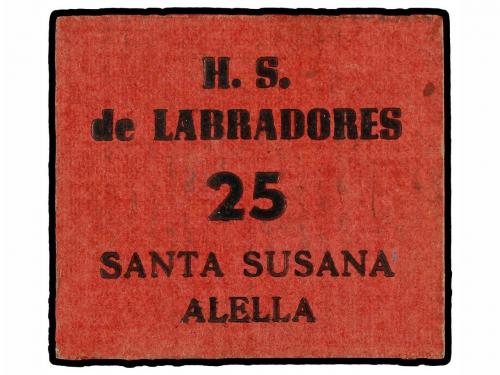 H. S.
de LABRADORES
25
SANTA SUSANA
ALELLA